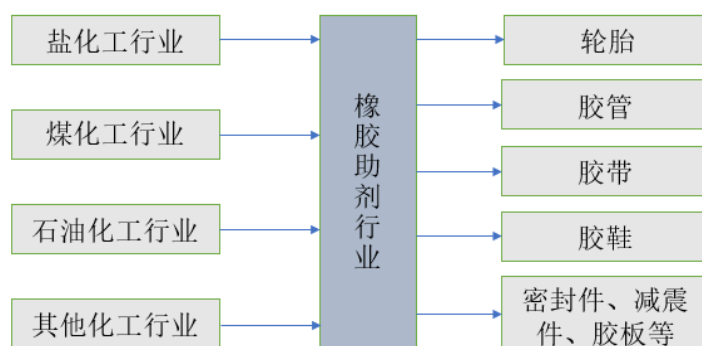 盐化工行业
煤化工行业
石油化工行业
其他化工行业
橡胶助剂行业
轮胎
胶管
胶带
胶鞋
密封件、减震
件、胶板等